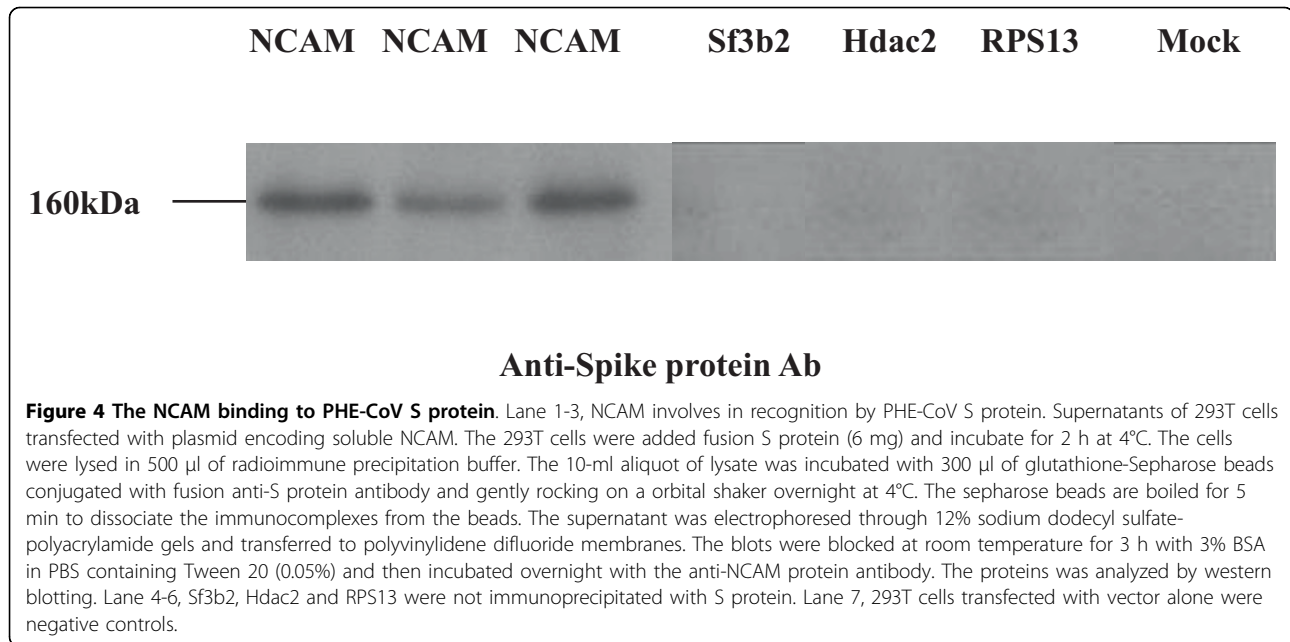 NCAM NCAM NCAM Sf3b2 Hdac2 RPS13 Mock
160kDa
Anti-Spike protein Ab
Figure 4 The NCAM binding to PHE-CoV S protein. Lane 1-3, NCAM involves in recognition by PHE-CoV S protein. Supernatants of 293T cells
transfected with plasmid encoding soluble NCAM. The 293T cells were added fusion S protein (6 mg) and incubate for 2 h at 4°C. The cells
were lysed in 500 μl of radioimmune precipitation buffer. The 10-ml aliquot of lysate was incubated with 300 μl of glutathione-Sepharose beads
conjugated with fusion anti-S protein antibody and gently rocking on a orbital shaker overnight at 4°C. The sepharose beads are boiled for 5
min to dissociate the immunocomplexes from the beads. The supernatant was electrophoresed through 12% sodium dodecyl sulfate-
polyacrylamide gels and transferred to polyvinylidene difluoride membranes. The blots were blocked at room temperature for 3 h with 3% BSA
in PBS containing Tween 20 (0.05%) and then incubated overnight with the anti-NCAM protein antibody. The proteins was analyzed by western
blotting. Lane 4-6, Sf3b2, Hdac2 and RPS13 were not immunoprecipitated with S protein. Lane 7, 293T cells transfected with vector alone were
negative controls.